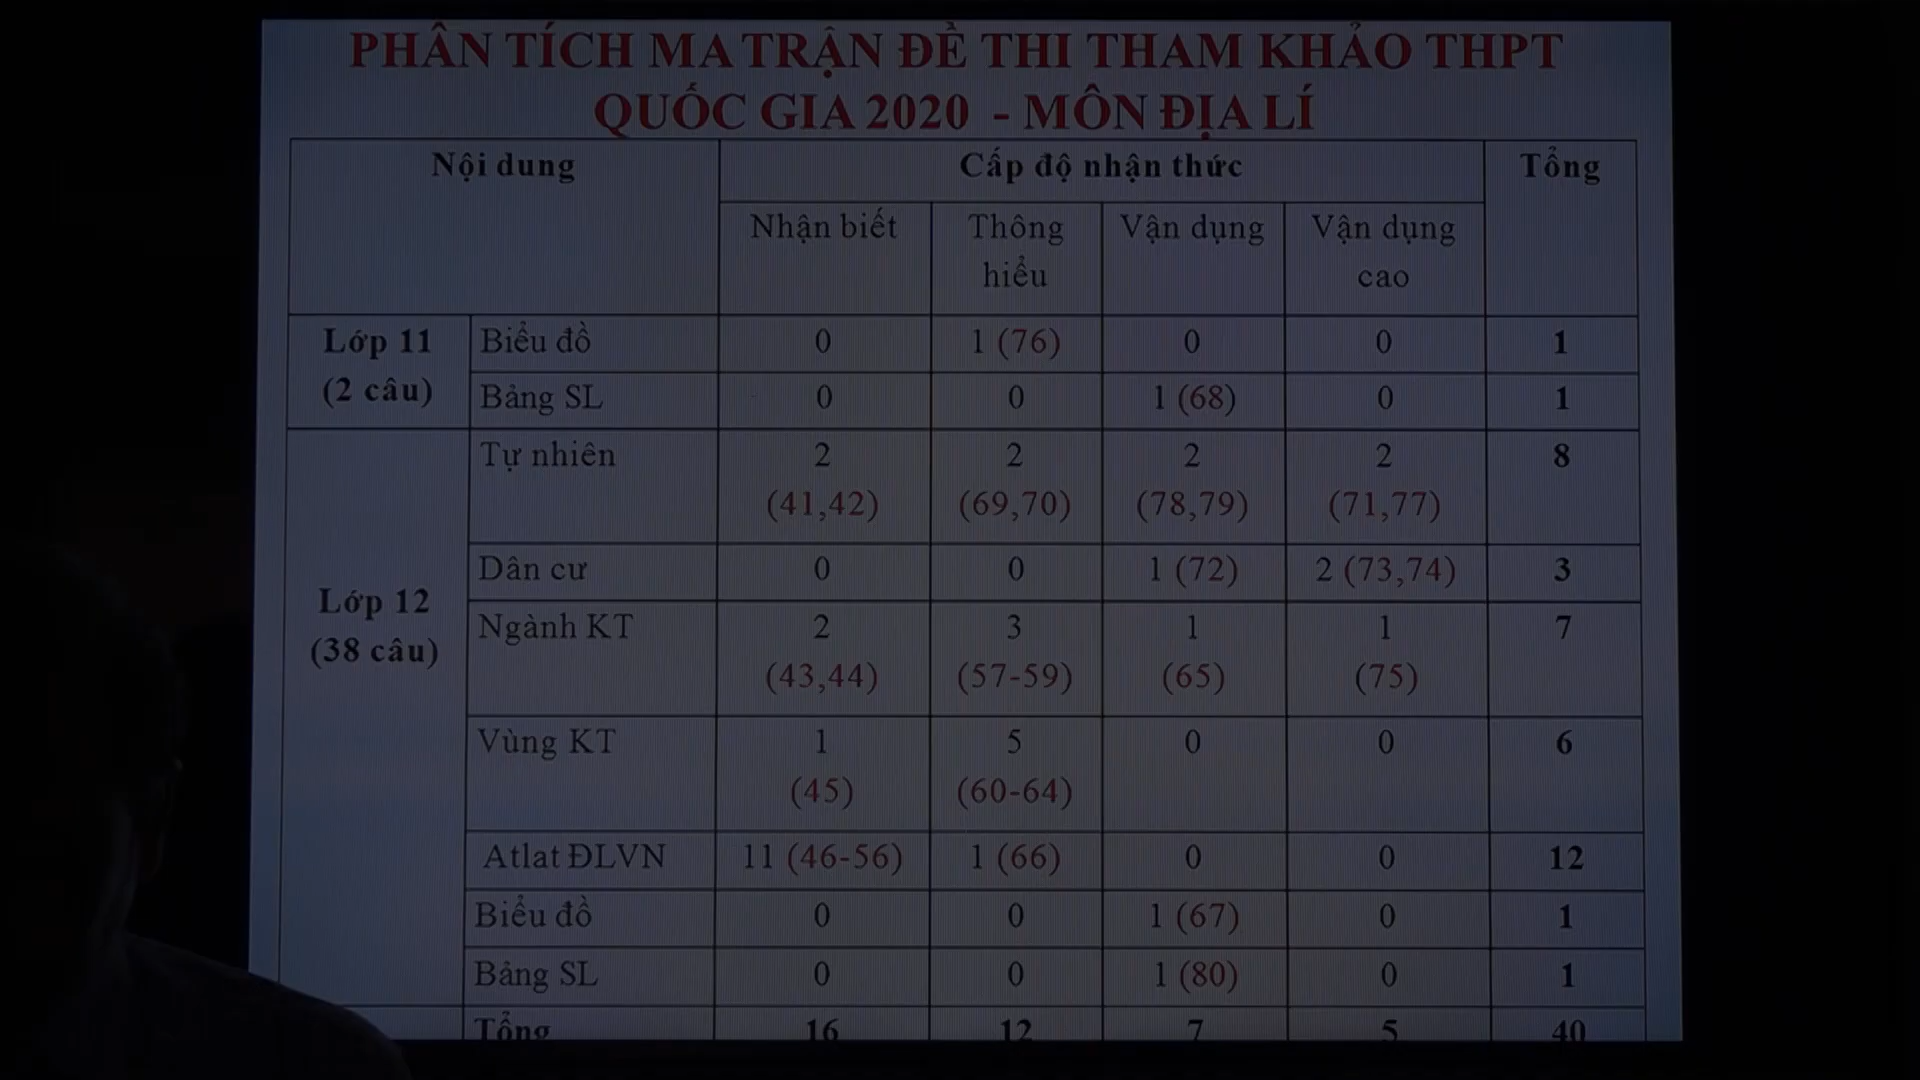 PHÂN TÍCH MA TRẬN ĐỀ THI THAM KHẢO THPT
QUỐC GIA 2020 - MÔN ĐỊA LÍ
Nội dung Cấp độ nhận thức Tổng
Nhận biết Thông hiểu Vận dụng Vận dụng cao
Lớp 11 (2 câu) Biểu đồ 0 1 (76) 0 0 1
Bảng SL 0 0 1 (68) 0 1
Lớp 12 (38 câu) Tự nhiên 2 (41,42) 2 (69,70) 2 (78,79) 2 (71,77) 8
Dân cư 0 0 1 (72) 2 (73,74) 3
Ngành KT 2 (43,44) 3 (57-59) 1 (65) 1 (75) 7
Vùng KT 1 (45) 5 (60-64) 0 0 6
Atlat ĐLVN 11 (46-56) 1 (66) 0 0 12
Biểu đồ 0 0 1 (67) 0 1
Bảng SL 0 0 1 (80) 0 1
Tổng 16 12 7 5 40